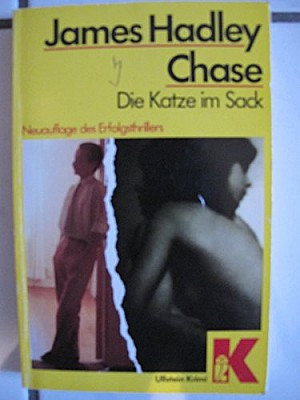 James Hadley
Chase
Die Katze im Sack
Neuauflage des Erfolgsthrillers
K
Ullstein Krimi